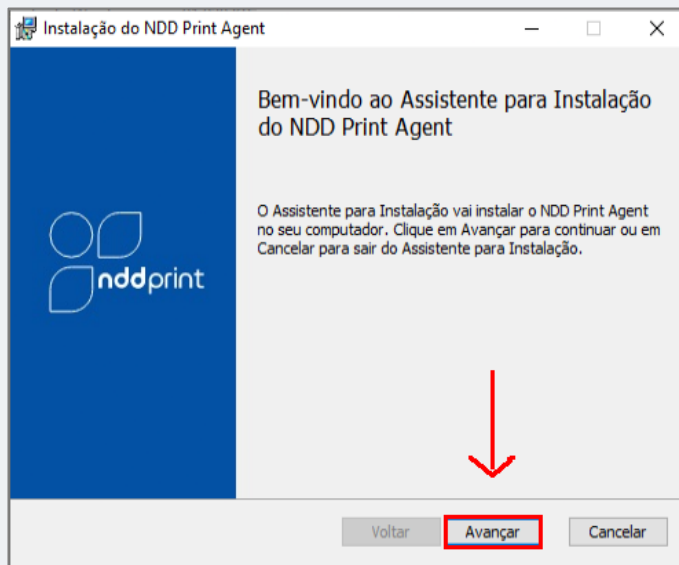 Instalação do NDD Print Agent
Bem-vindo ao Assistente para Instalação
do NDD Print Agent
O Assistente para Instalação vai instalar o NDD Print Agent
no seu computador. Clique em Avançar para continuar ou em
Cancelar para sair do Assistente para Instalação.
nddprint
Voltar Avançar Cancelar